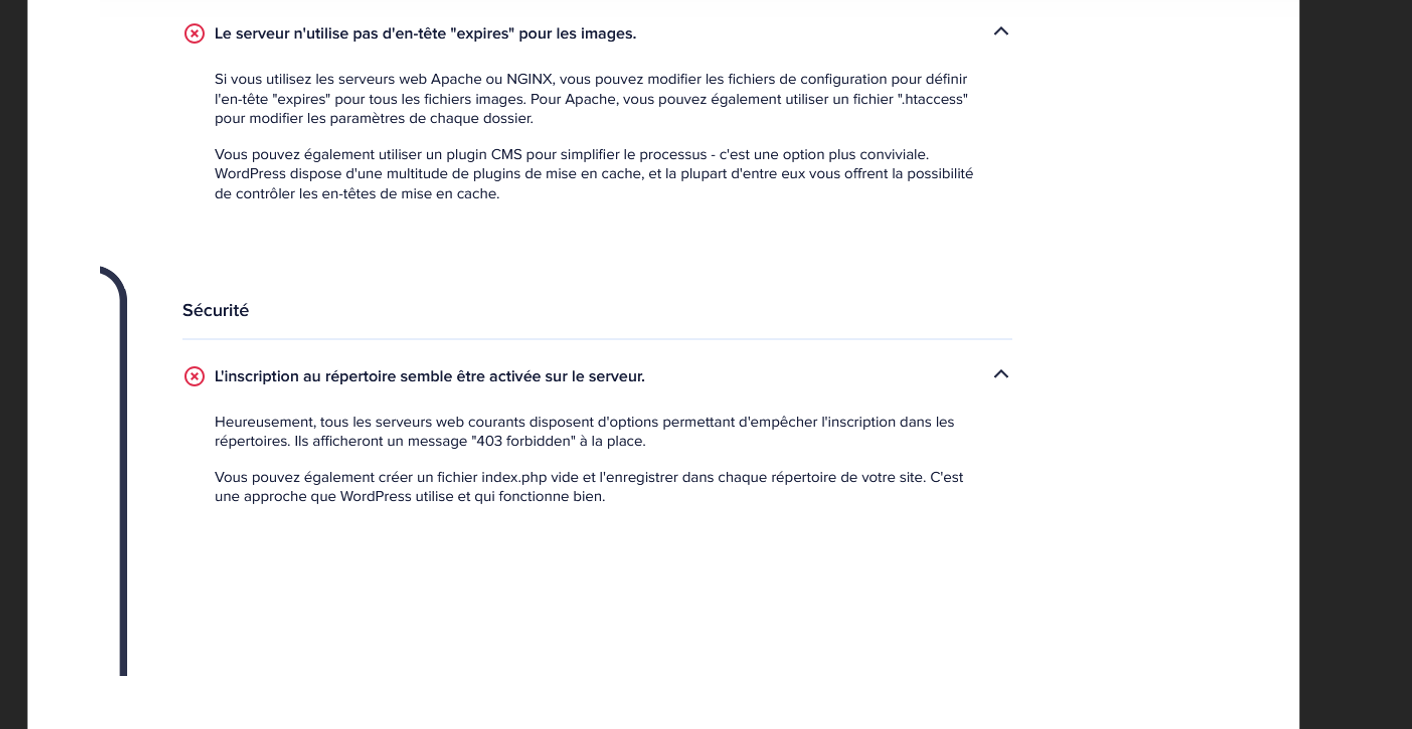 Le serveur n'utilise pas d'en-tête "expires" pour les images.
Si vous utilisez les serveurs web Apache ou NGINX, vous pouvez modifier les fichiers de configuration pour définir
l'en-tête "expires" pour tous les fichiers images. Pour Apache, vous pouvez également utiliser un fichier ".htaccess"
pour modifier les paramètres de chaque dossier.
Vous pouvez également utiliser un plugin CMS pour simplifier le processus - c'est une option plus conviviale.
WordPress dispose d'une multitude de plugins de mise en cache, et la plupart d'entre eux vous offrent la possibilité
de contrôler les en-têtes de mise en cache.
Sécurité
L'inscription au répertoire semble être activée sur le serveur.
Heureusement, tous les serveurs web courants disposent d'options permettant d'empêcher l'inscription dans les
répertoires. Ils afficheront un message "403 forbidden" à la place.
Vous pouvez également créer un fichier index.php vide et l'enregistrer dans chaque répertoire de votre site. C'est
une approche que WordPress utilise et qui fonctionne bien.